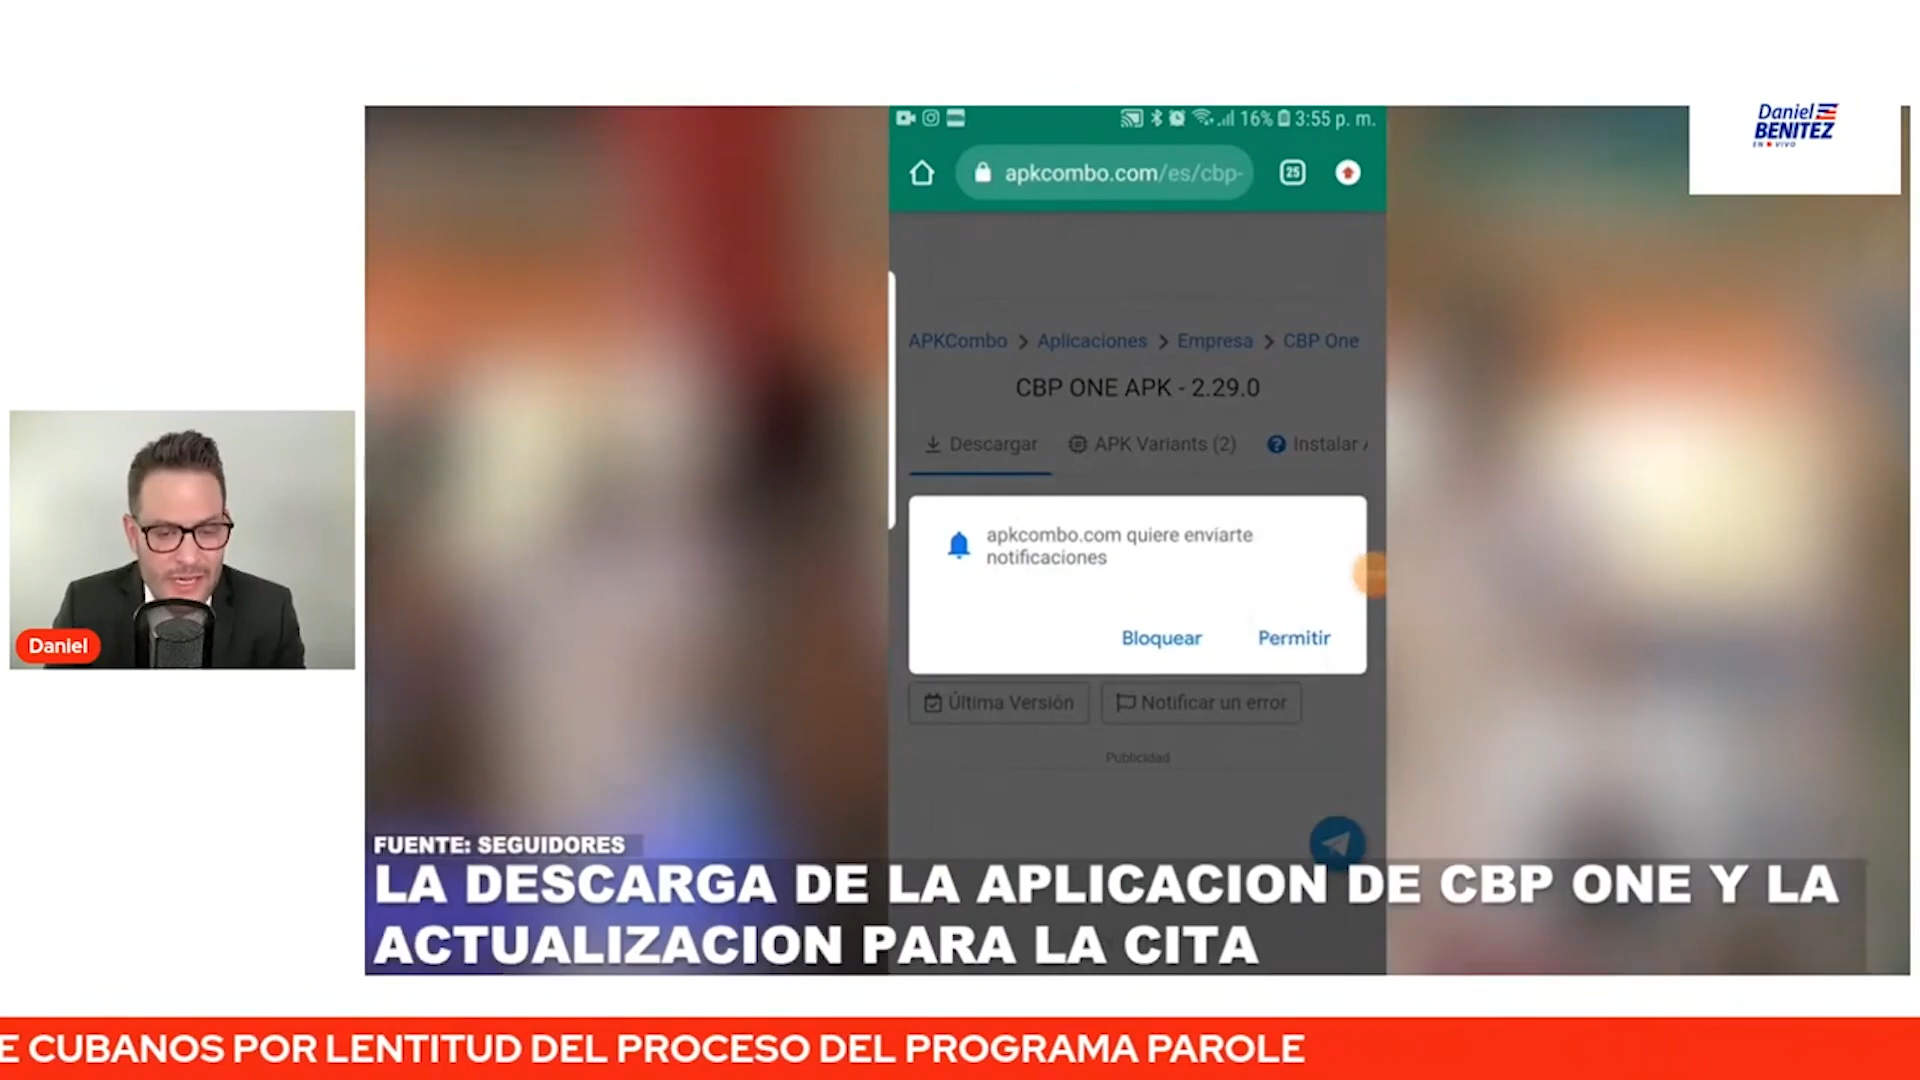 Daniel
BENITEZ
EN VIVO
16% 3:55 p. m.
apkcombo.com/es/cbp-
25
APKCombo > Aplicaciones > Empresa > CBP One
CBP ONE APK - 2.29.0
Descargar APK Variants (2) Instalar
apkcombo.com quiere enviarte
notificaciones
Bloquear Permitir
Última Versión Notificar un error
Publicidad
Daniel
FUENTE: SEGUIDORES
LA DESCARGA DE LA APLICACION DE CBP ONE Y LA
ACTUALIZACION PARA LA CITA
E CUBANOS POR LENTITUD DEL PROCESO DEL PROGRAMA PAROLE